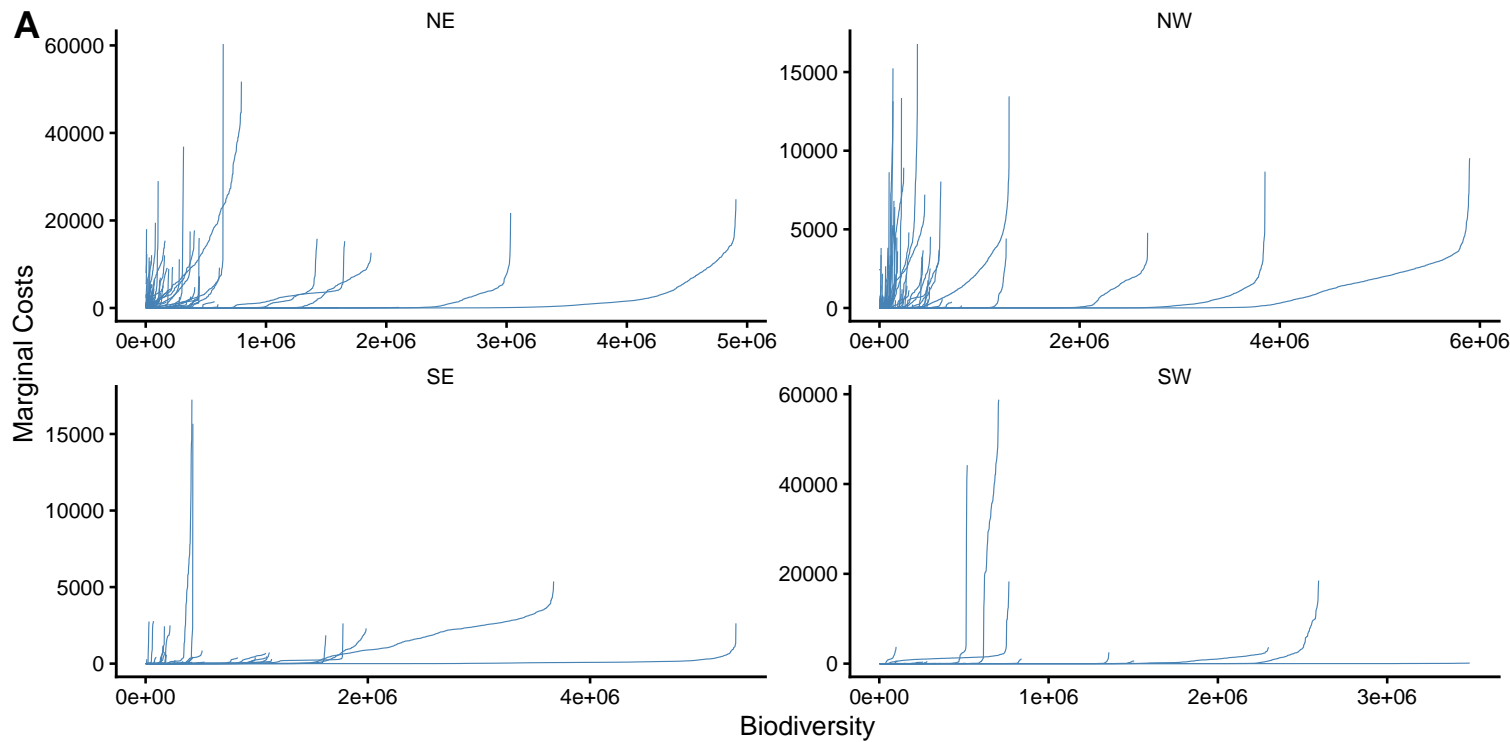 A
NE
NW
60000
40000
20000
0
15000
10000
5000
0
0e+00 1e+06 2e+06 3e+06 4e+06 5e+06
0e+00 2e+06 4e+06 6e+06
SE
SW
15000
10000
5000
0
60000
40000
20000
0
0e+00 2e+06 4e+06
0e+00 1e+06 2e+06 3e+06
Marginal Costs
Biodiversity